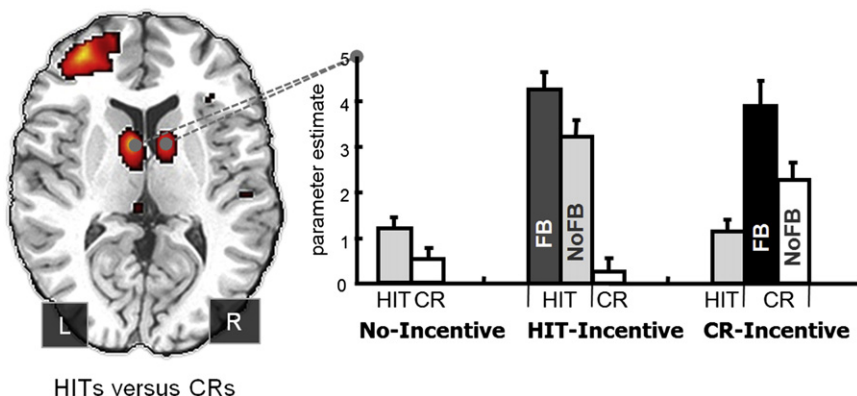 L
R
HITs versus CRs
parameter estimate
5
4
3
2
1
0
FB
NoFB
FB
NoFB
HIT CR
HIT CR
HIT CR
No-Incentive HIT-Incentive CR-Incentive